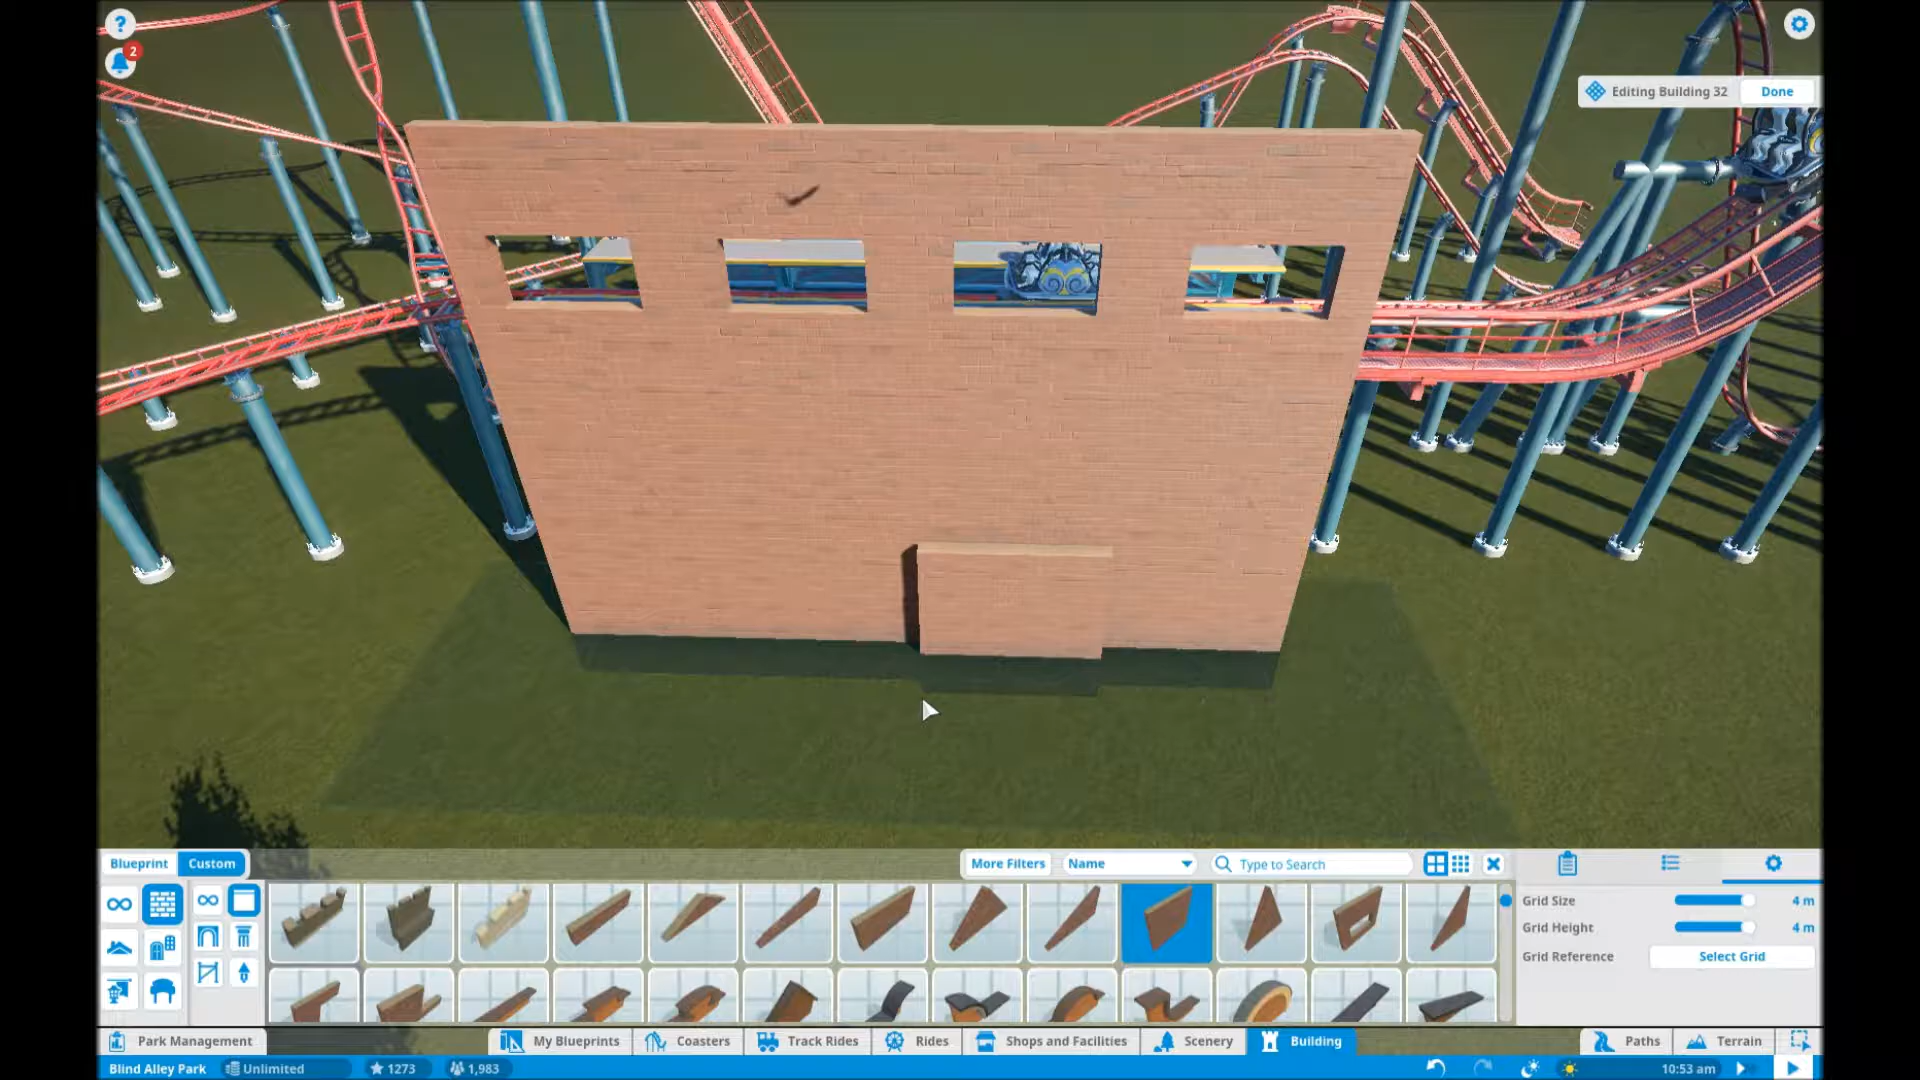 ?
2
Editing Building 32 Done
Blueprint Custom More Filters Name Type to Search
Grid Size 4 m
Grid Height 4 m
Grid Reference Select Grid
Park Management My Blueprints Coasters Track Rides Rides Shops and Facilities Scenery Building Paths Terrain
Blind Alley Park Unlimited 1273 1,983 10:53 am